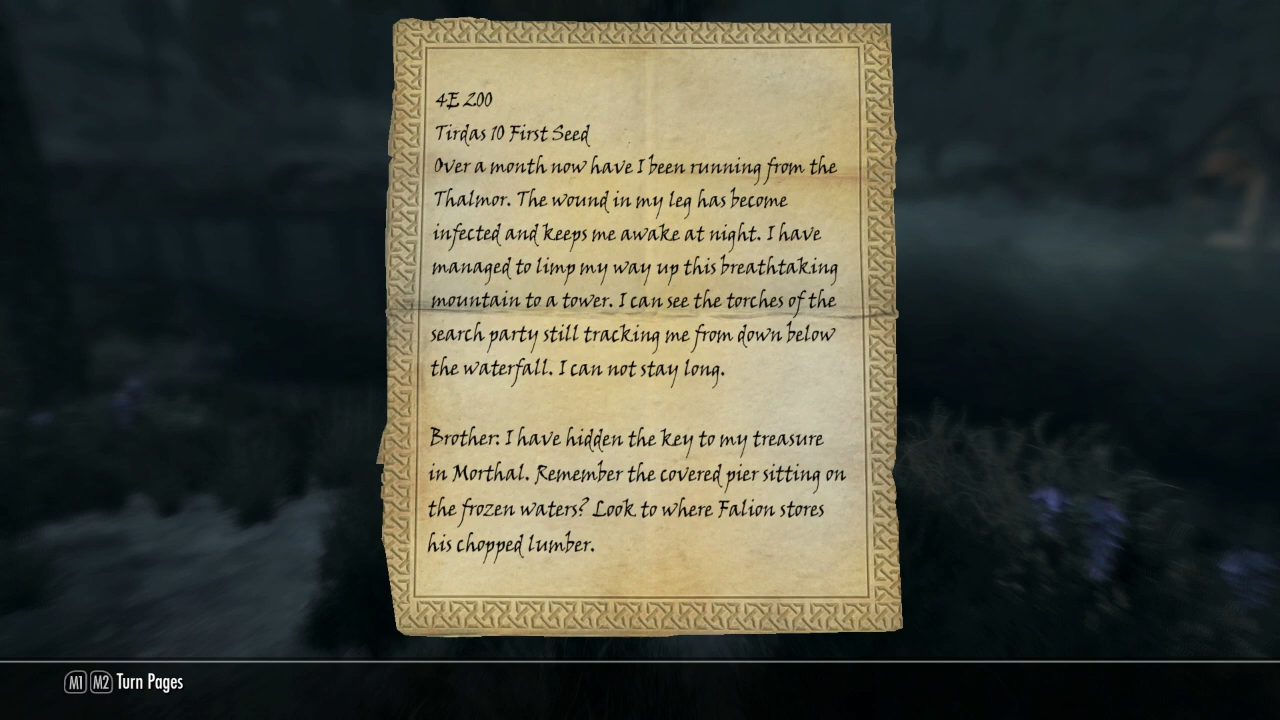 4E 200
Tirdas 10 First Seed
Over a month now have I been running from the
Thalmor. The wound in my leg has become
infected and keeps me awake at night. I have
managed to limp my way up this breathtaking
mountain to a tower. I can see the torches of the
search party still tracking me from down below
the waterfall. I can not stay long.
Brother: I have hidden the key to my treasure
in Morthal. Remember the covered pier sitting on
the frozen waters? Look to where Falion stores
his chopped lumber.
M1 M2 Turn Pages